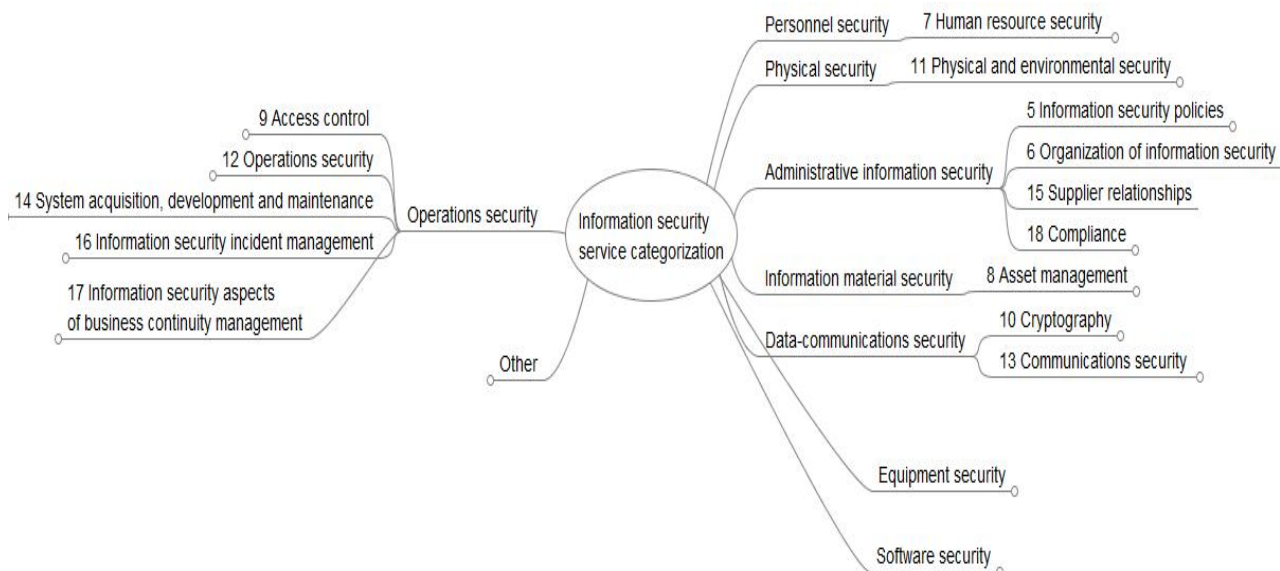 Personnel security
7 Human resource security
Physical security
11 Physical and environmental security
Administrative information security
5 Information security policies
6 Organization of information security
15 Supplier relationships
18 Compliance
Information material security
8 Asset management
Data-communications security
10 Cryptography
13 Communications security
Equipment security
Software security
Information security
service categorization
Operations security
9 Access control
12 Operations security
14 System acquisition, development and maintenance
16 Information security incident management
17 Information security aspects
of business continuity management
Other